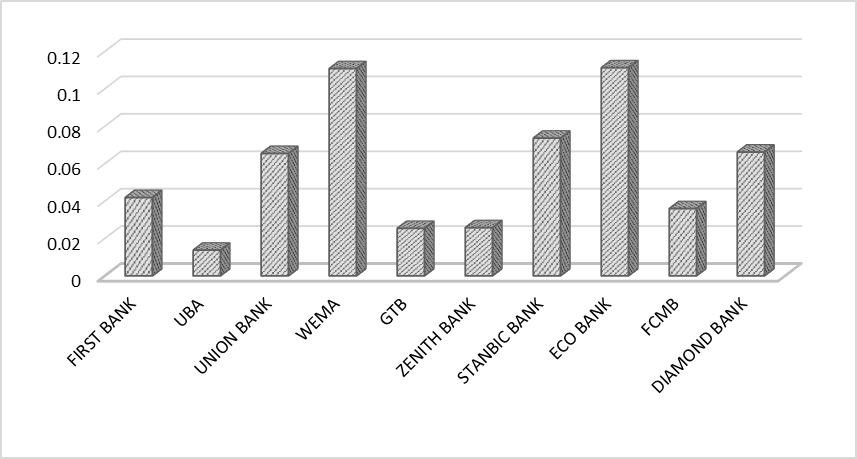 0.12
0.1
0.08
0.06
0.04
0.02
0
FIRST BANK
UBA
UNION BANK
WEMA
GTB
ZENITH BANK
STANBIC BANK
ECO BANK
FCMB
DIAMOND BANK